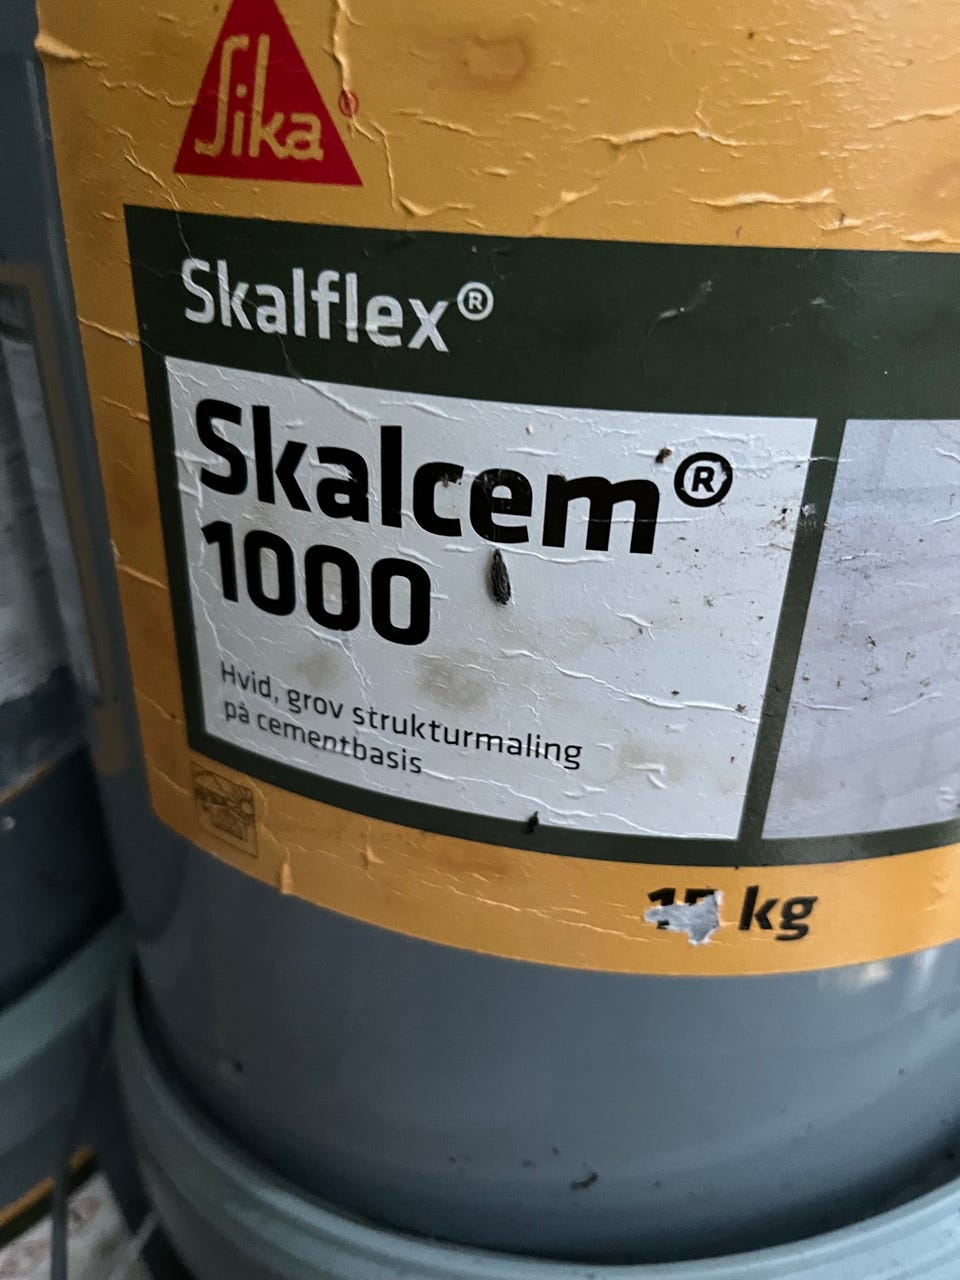 Sika
Skalflex®
Skalcem®
1000
Hvid, grov strukturmaling
på cementbasis
kg